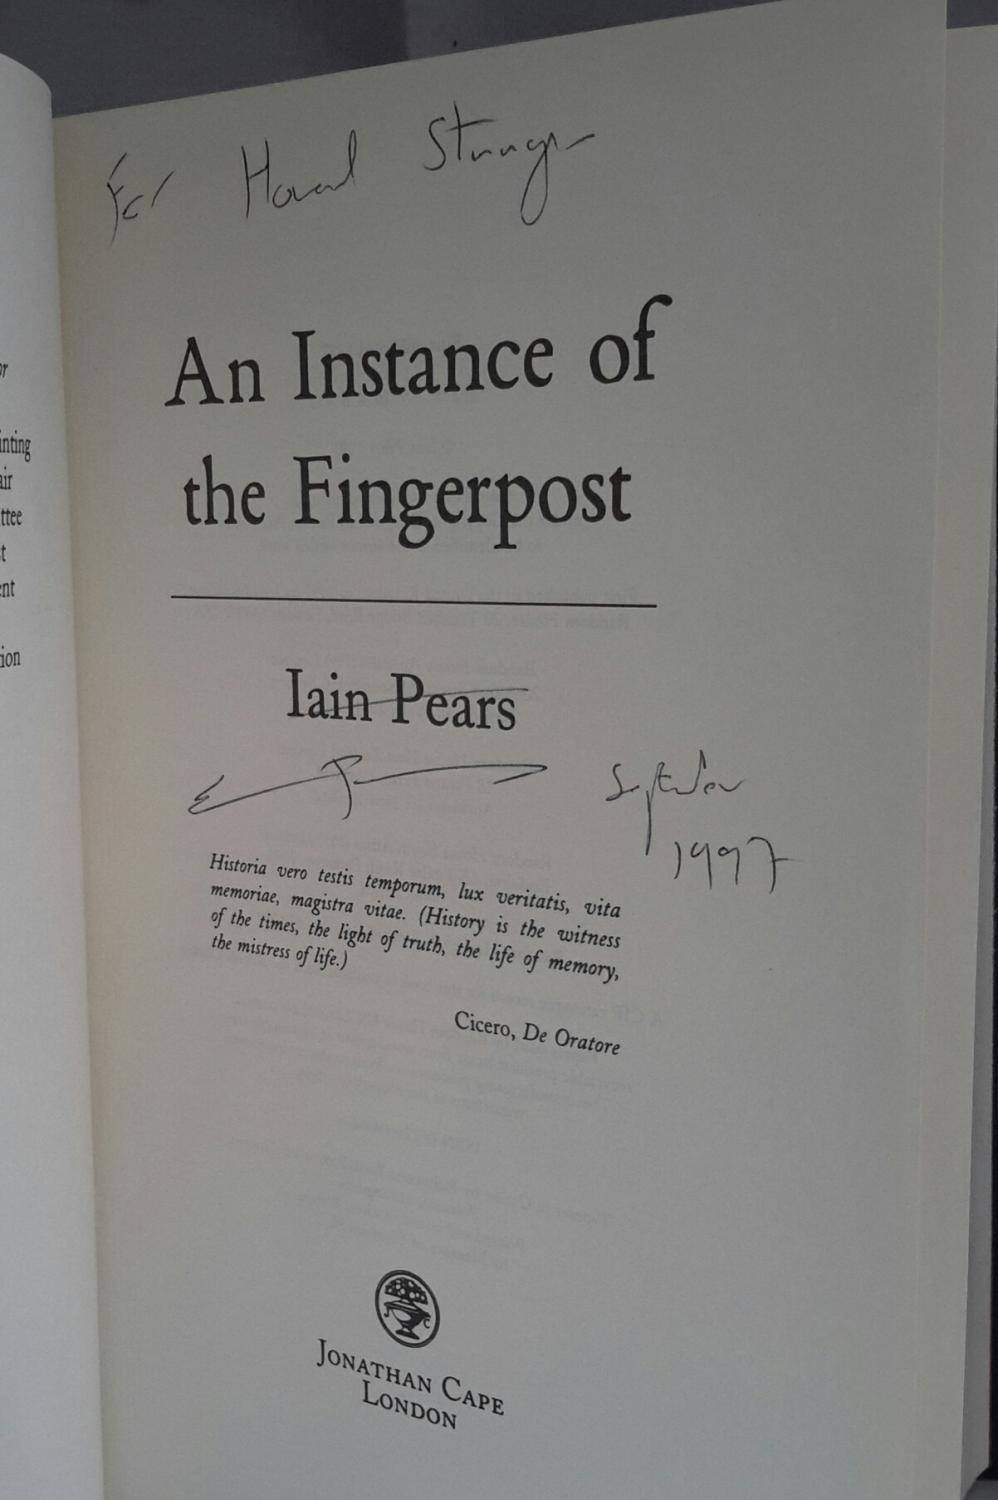 For Howard Stringer
An Instance of
the Fingerpost
Iain Pears
September
1997
Historia vero testis temporum, lux veritatis, vita
memoriae, magistra vitae. (History is the witness
of the times, the light of truth, the life of memory,
the mistress of life.)
Cicero, De Oratore
JONATHAN CAPE
LONDON